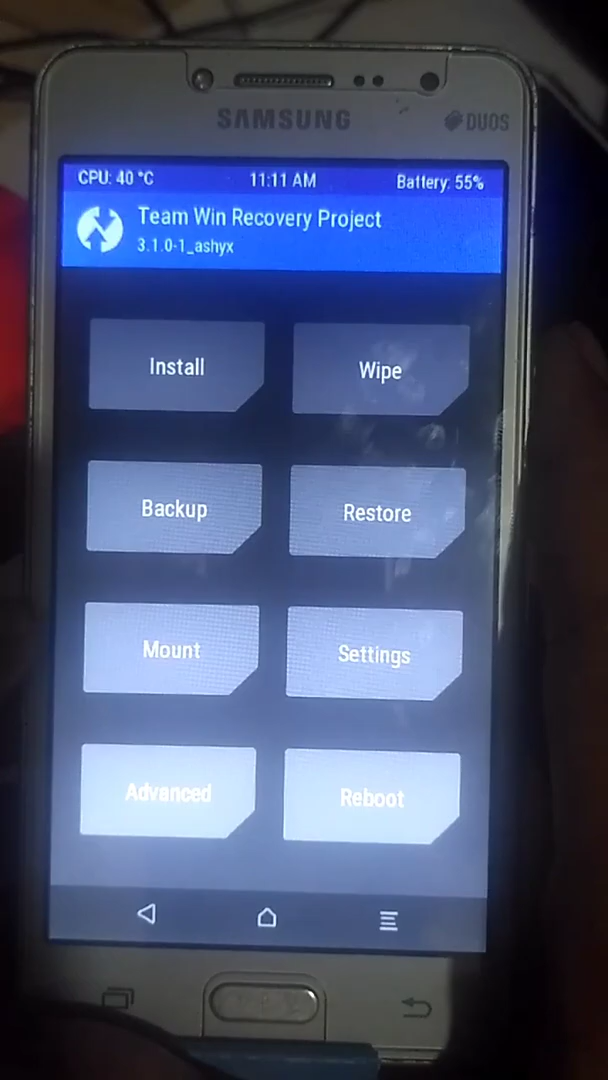 SAMSUNG
DUOS
CPU: 40 °C 11:11 AM Battery: 55%
Team Win Recovery Project
3.1.0-1_ashyx
Install Wipe
Backup Restore
Mount Settings
Advanced Reboot